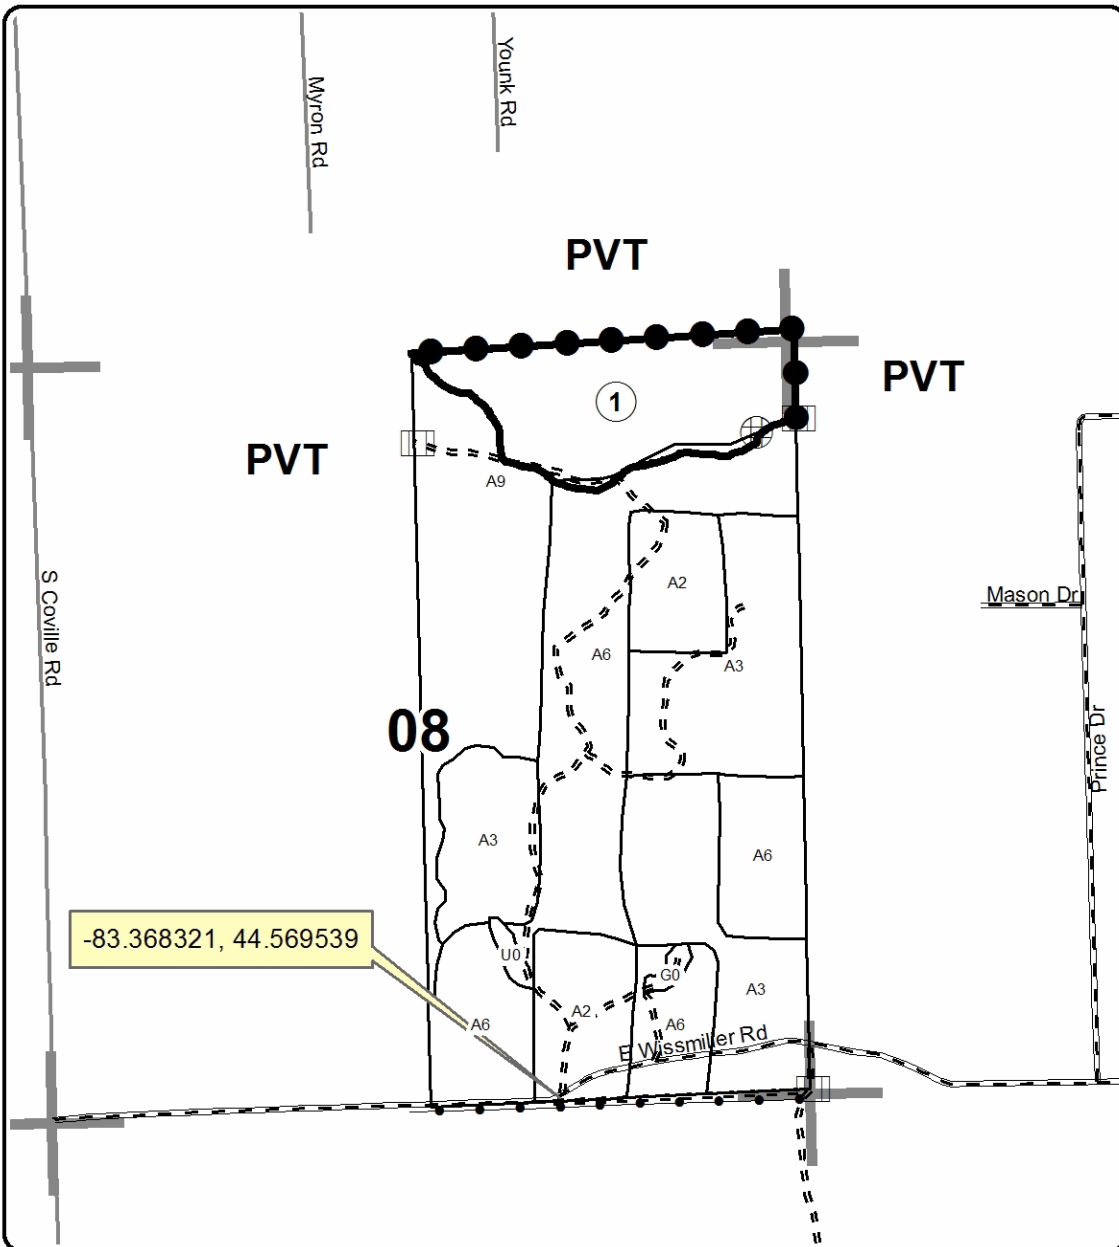 Younk Rd
Myron Rd
PVT
PVT
1
PVT
A9
A2
Mason Dr
S Coville Rd
A6
A3
08
Prince Dr
A3
A6
-83.368321, 44.569539
U0
G0
A3
A2
A6
A6
E Wissmiller Rd